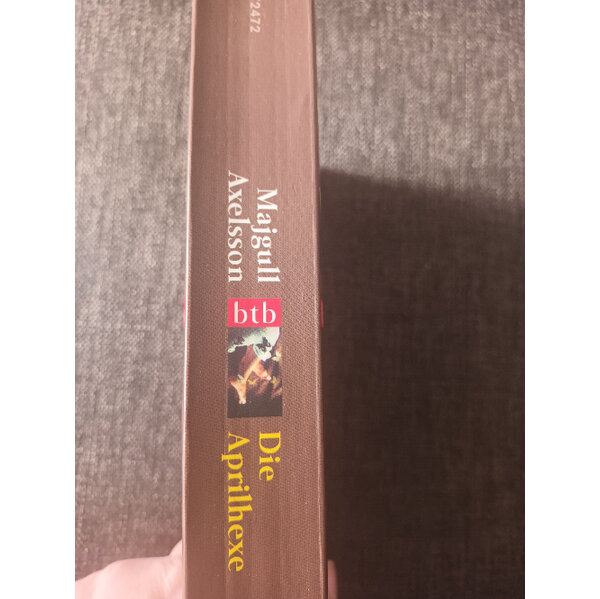 2472
Majgull
Axelsson
btb
Die
Aprilhexe